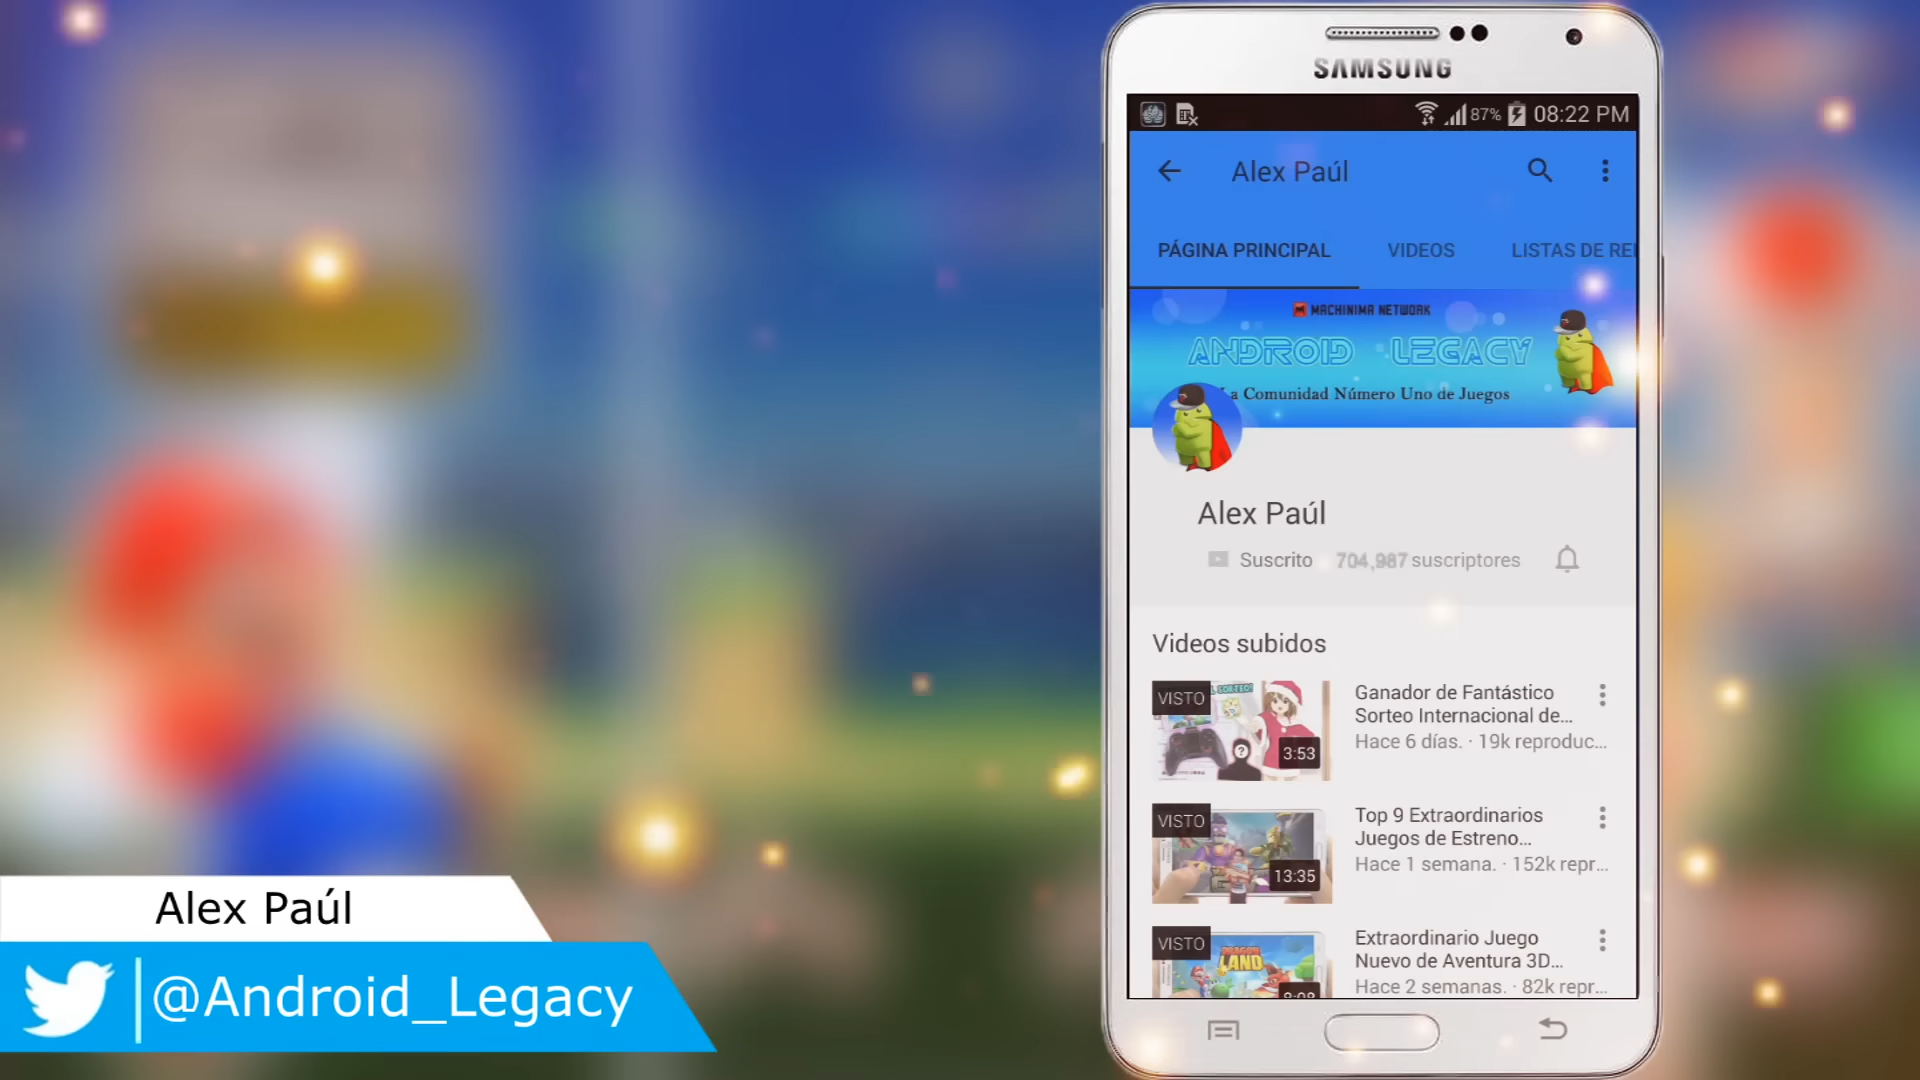 SAMSUNG
87% 08:22 PM
Alex Paúl
PÁGINA PRINCIPAL VIDEOS LISTAS DE RE
MACHINIMA NETWORK
ANDROID LEGACY
La Comunidad Número Uno de Juegos
Alex Paúl
Suscrito 704,987 suscriptores
Videos subidos
VISTO
SORTEO!
3:53
Ganador de Fantástico
Sorteo Internacional de...
Hace 6 días. · 19k reproduc...
VISTO
13:35
Top 9 Extraordinarios
Juegos de Estreno...
Hace 1 semana. · 152k repr...
VISTO
DRAGON
LAND
Extraordinario Juego
Nuevo de Aventura 3D...
Hace 2 semanas. · 82k repr...
Alex Paúl
@Android_Legacy